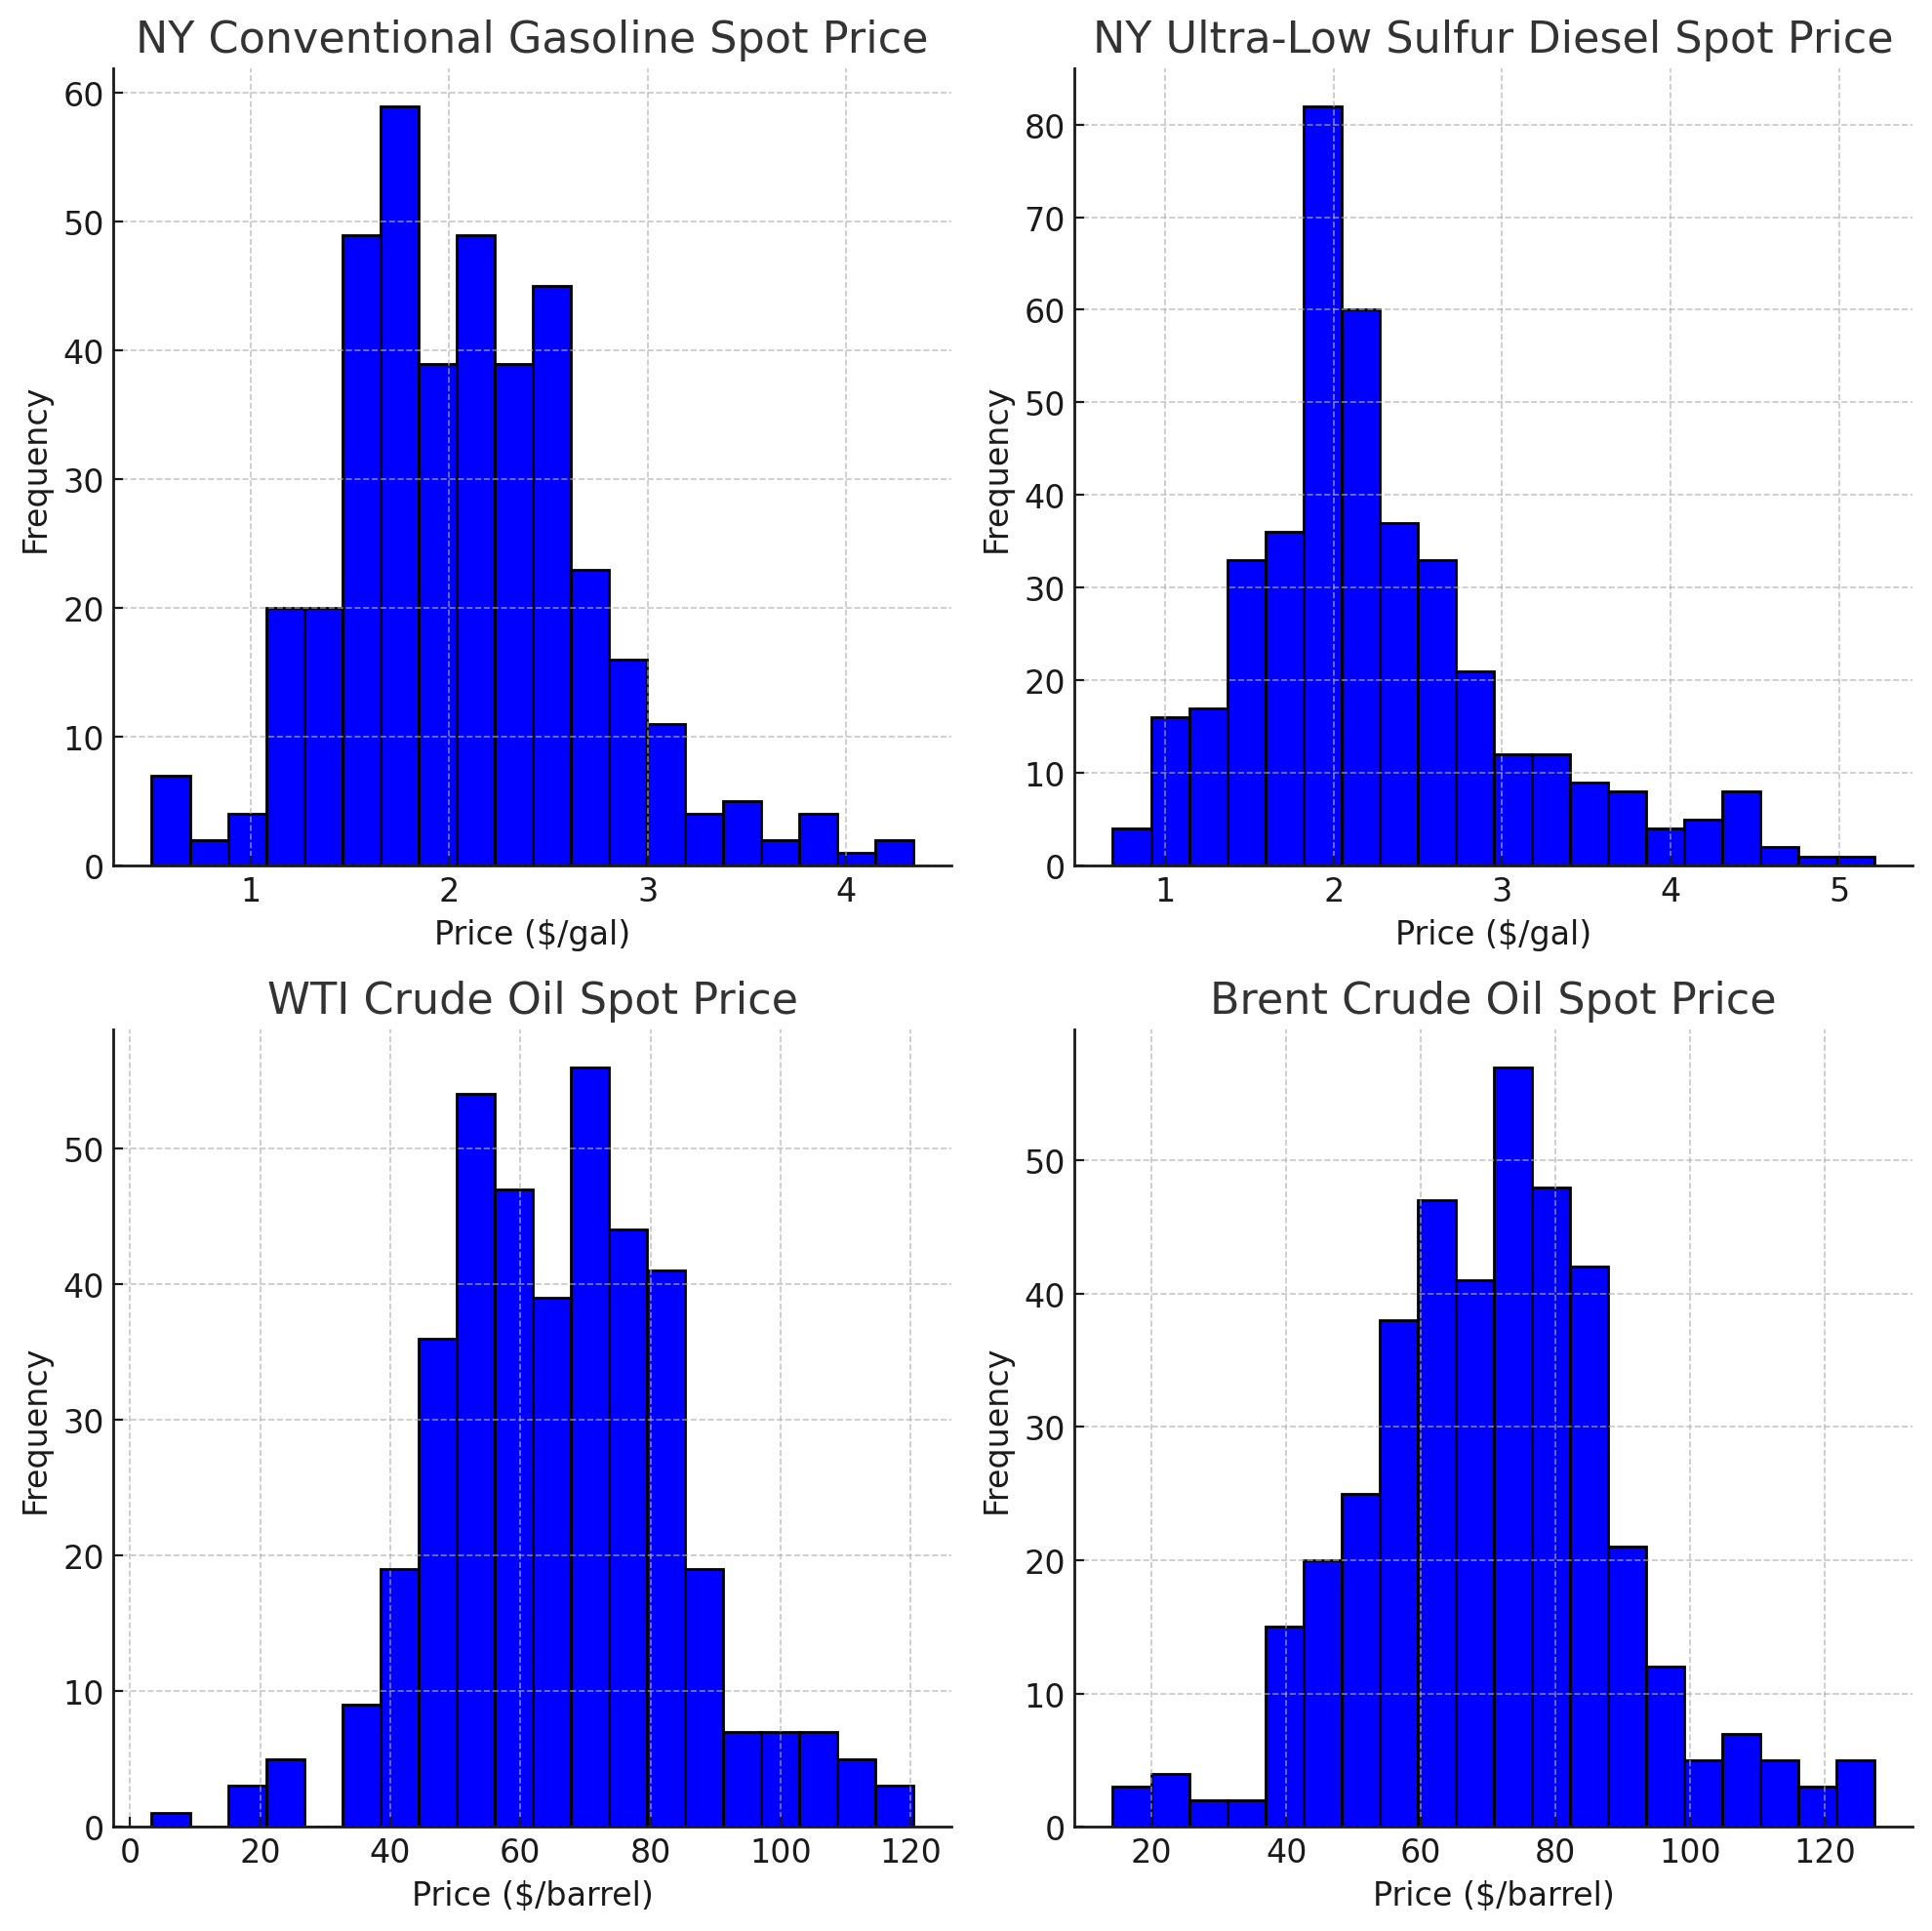 NY Conventional Gasoline Spot Price
60
50
40
30
20
10
0
Frequency
1 2 3 4
Price ($/gal)
NY Ultra-Low Sulfur Diesel Spot Price
80
70
60
50
40
30
20
10
0
Frequency
1 2 3 4 5
Price ($/gal)
WTI Crude Oil Spot Price
50
40
30
20
10
0
Frequency
0 20 40 60 80 100 120
Price ($/barrel)
Brent Crude Oil Spot Price
50
40
30
20
10
0
Frequency
20 40 60 80 100 120
Price ($/barrel)